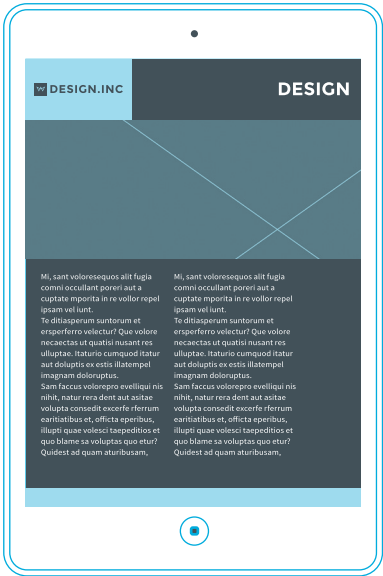 DESIGN.INC
DESIGN
Mi, sant voloresequos alit fugia
comni occullant poreri aut a
cuptate mporita in re vollor repel
ipsam vel iunt.
Te ditiasperum suntorum et
ersperferro velectur? Que volore
necaectas ut quatisi nusant res
ulluptae. Itaturio cumquod itatur
aut doluptis ex estis illatempel
imagnam doloruptus.
Sam faccus volorepro evelliqui nis
nihit, natur rera dent aut asitae
volupta consedit excerfe rferrum
earitiatibus et, officta eperibus,
illupti quae volesci taepeditios et
quo blame sa voluptas quo etur?
Quidest ad quam aturibusam,
Mi, sant voloresequos alit fugia
comni occullant poreri aut a
cuptate mporita in re vollor repel
ipsam vel iunt.
Te ditiasperum suntorum et
ersperferro velectur? Que volore
necaectas ut quatisi nusant res
ulluptae. Itaturio cumquod itatur
aut doluptis ex estis illatempel
imagnam doloruptus.
Sam faccus volorepro evelliqui nis
nihit, natur rera dent aut asitae
volupta consedit excerfe rferrum
earitiatibus et, officta eperibus,
illupti quae volesci taepeditios et
quo blame sa voluptas quo etur?
Quidest ad quam aturibusam,